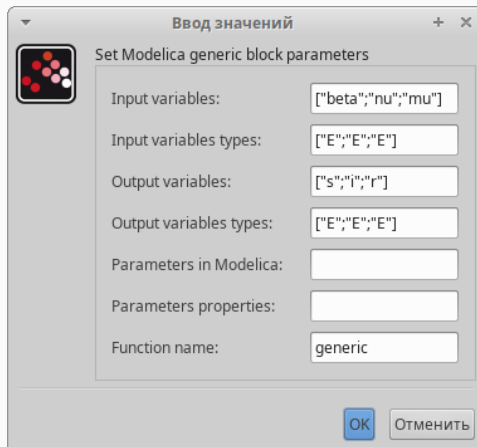 Ввод значений
Set Modelica generic block parameters
Input variables: ["beta";"nu";"mu"]
Input variables types: ["E";"E";"E"]
Output variables: ["s";"i";"r"]
Output variables types: ["E";"E";"E"]
Parameters in Modelica:
Parameters properties:
Function name: generic
OK Отменить